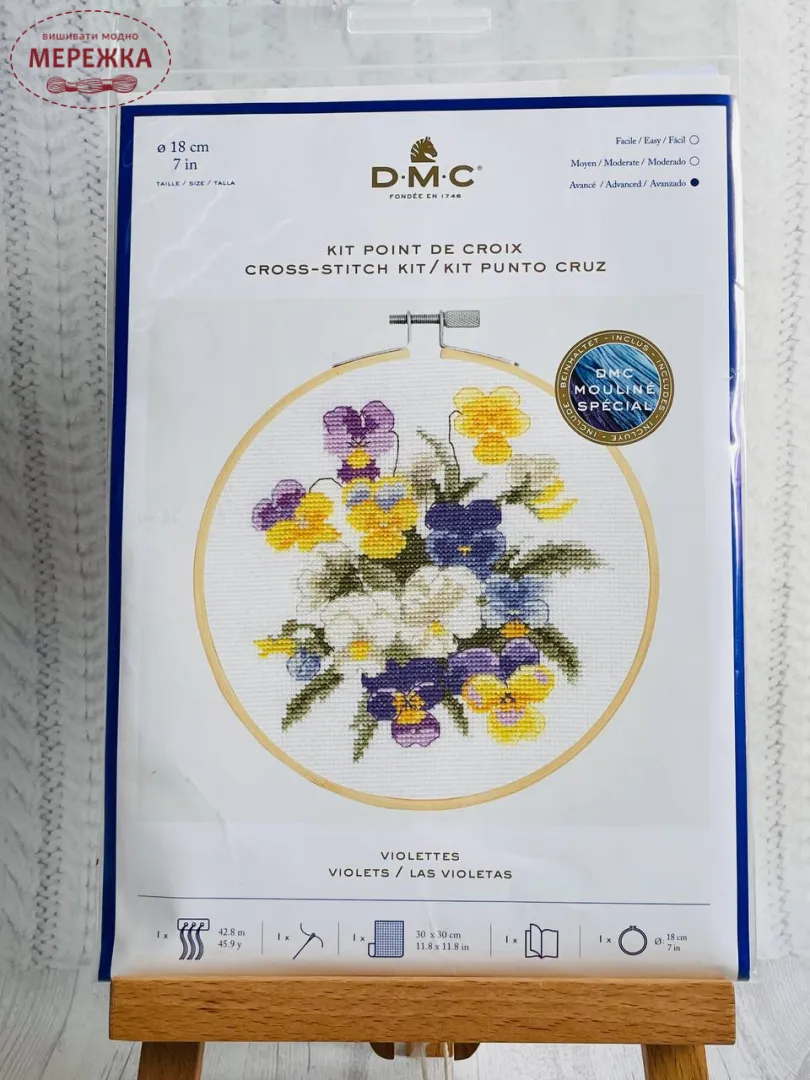 вишивати модно
МЕРЕЖКА
ø 18 cm
7 in
TAILLE / SIZE / TALLA
D·M·C®
FONDÉE EN 1746
Facile / Easy / Fácil
Moyen / Moderate / Moderado
Avancé / Advanced / Avanzado
KIT POINT DE CROIX
CROSS-STITCH KIT / KIT PUNTO CRUZ
BEINHALTET - INCLUS - INCLUDES - INCLUYE - INCLUDE -
DMC
MOULINÉ
SPÉCIAL
VIOLETTES
VIOLETS / LAS VIOLETAS
1 x
42.8 m
45.9 y
1 x
1 x
30 x 30 cm
11.8 x 11.8 in
1 x
1 x
Ø: 18 cm
7 in